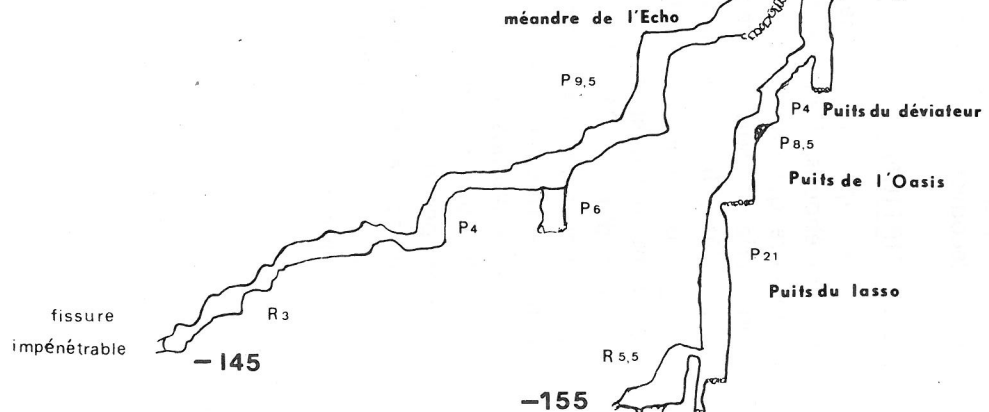 méandre de l'Echo
P 9,5
P4 Puits du déviateur
P 8,5
Puits de l'Oasis
P6
P4
P 21
Puits du lasso
R 3
fissure
impénétrable
-145
R 5,5
-155